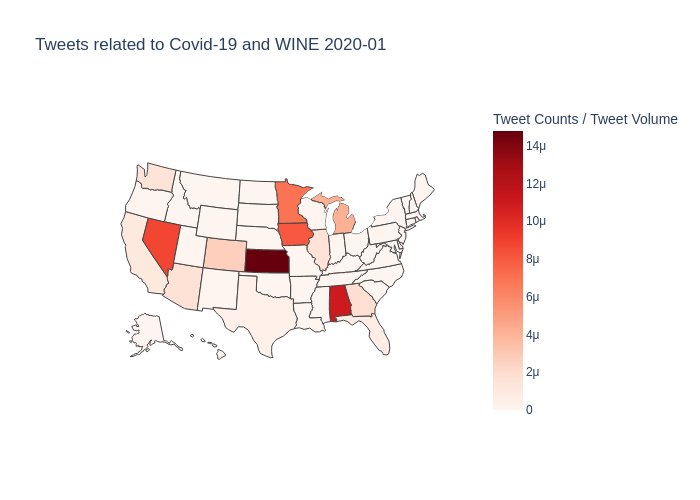 Tweets related to Covid-19 and WINE 2020-01
Tweet Counts / Tweet Volume
14μ
12μ
10μ
8μ
6μ
4μ
2μ
0